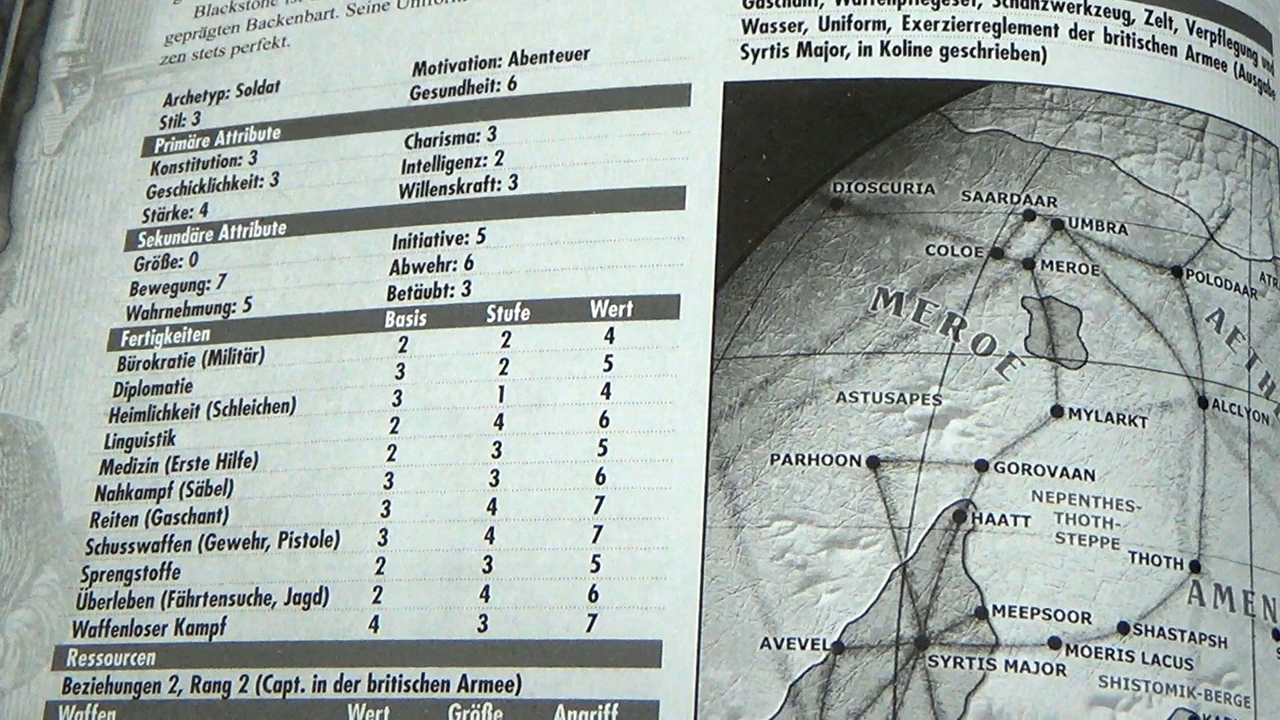 Blackstone
geprägten Backenbart. Seine
zen stets perfekt.
Archetyp: Soldat Motivation: Abenteuer
Stil: 3 Gesundheit: 6
Primäre Attribute
Konstitution: 3 Charisma: 3
Geschicklichkeit: 3 Intelligenz: 2
Stärke: 4 Willenskraft: 3
Sekundäre Attribute
Größe: 0 Initiative: 5
Bewegung: 7 Abwehr: 6
Wahrnehmung: 5 Betäubt: 3
Fertigkeiten Basis Stufe Wert
Bürokratie (Militär) 2 2 4
Diplomatie 3 2 5
Heimlichkeit (Schleichen) 3 1 4
Linguistik 2 4 6
Medizin (Erste Hilfe) 2 3 5
Nahkampf (Säbel) 3 3 6
Reiten (Gaschant) 3 4 7
Schusswaffen (Gewehr, Pistole) 3 4 7
Sprengstoffe 2 3 5
Überleben (Fährtensuche, Jagd) 2 4 6
Waffenloser Kampf 4 3 7
Ressourcen
Beziehungen 2, Rang 2 (Capt. in der britischen Armee)
Waffen Wert Größe Angriff
Gaschant, Waffenpflegeset, Schanzwerkzeug, Zelt, Verpflegung und
Wasser, Uniform, Exerzierreglement der britischen Armee (Ausgabe
Syrtis Major, in Koline geschrieben)
DIOSCURIA
SAARDAAR
UMBRA
COLOE
MEROE
POLODAAR
MEROE
ASTUSAPES
MYLARKT
ALCLYON
PARHOON
GOROVAAN
NEPENTHES-
THOTH-
STEPPE
HAATT
THOTH
MEEPSOOR
SHASTAPSH
AVEVEL
SYRTIS MAJOR
MOERIS LACUS
SHISTOMIK-BERGE